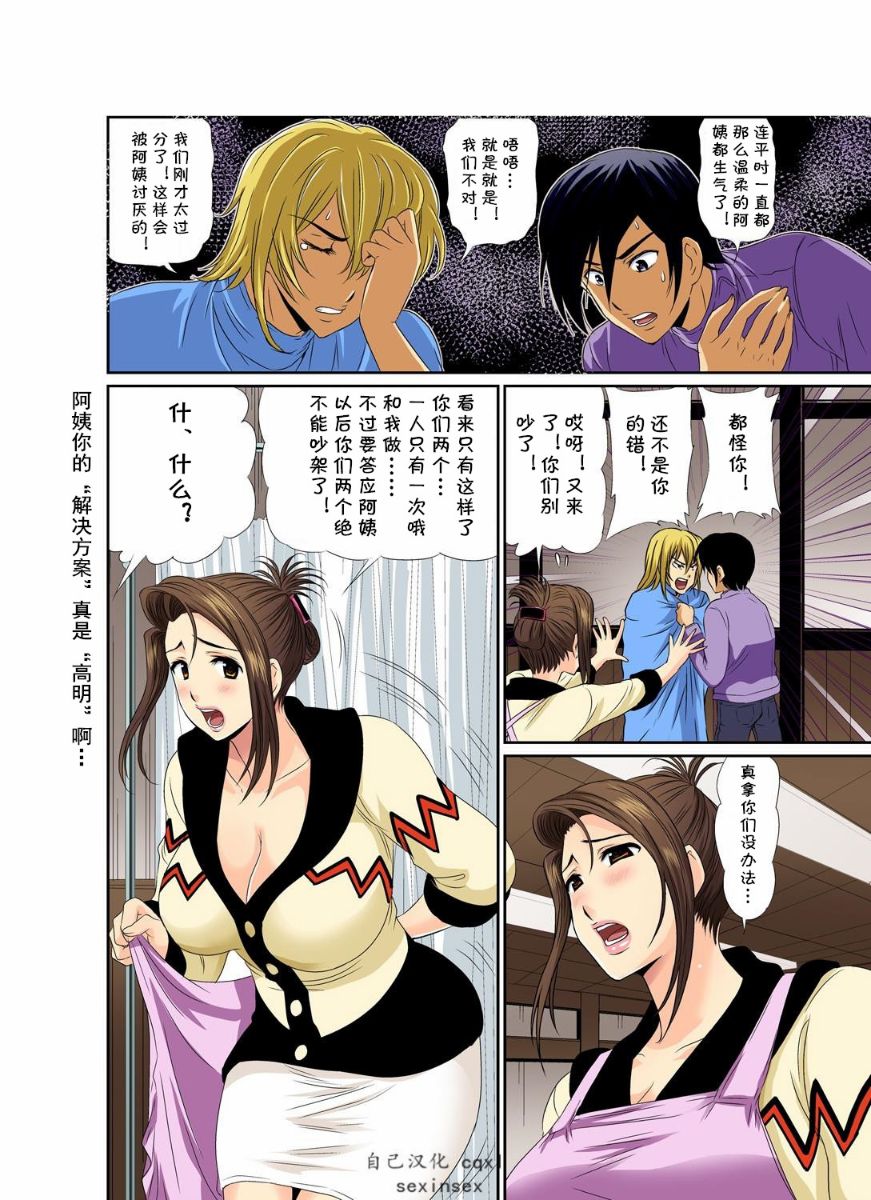 连平时一直都
那么温柔的阿
姨都生气了！
唔唔…
就是就是！
我们不对！
我们刚才太过
分了！这样会
被阿姨讨厌的！
都怪你！
还不是你
的错！
哎呀！又来
了！你们别
吵了！
真拿你们没办法…
看来只有这样了
你们两个…
一人只有一次哦
和我做……
不过要答应阿姨
以后你们两个绝
不能吵架了！
什、什么？
阿姨你的“解决方案”真是“高明”啊…
自己汉化 cqxl
sexinsex